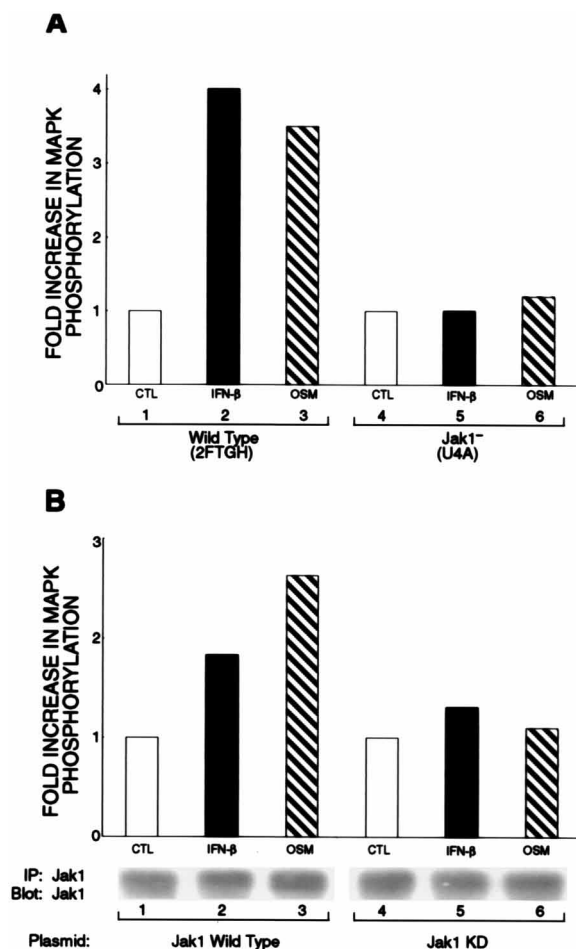 A
FOLD INCREASE IN MAPK
PHOSPHORYLATION
4
3
2
1
0
CTL IFN-β OSM CTL IFN-β OSM
1 2 3 4 5 6
Wild Type Jak1⁻
(2FTGH) (U4A)
B
FOLD INCREASE IN MAPK
PHOSPHORYLATION
3
2
1
0
CTL IFN-β OSM CTL IFN-β OSM
IP: Jak1
Blot: Jak1
1 2 3 4 5 6
Plasmid: Jak1 Wild Type Jak1 KD